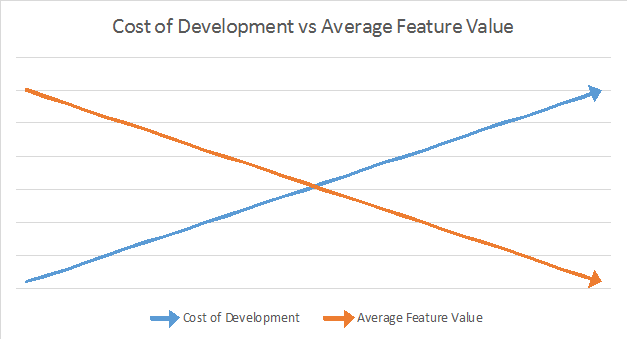 Cost of Development vs Average Feature Value
Cost of Development Average Feature Value